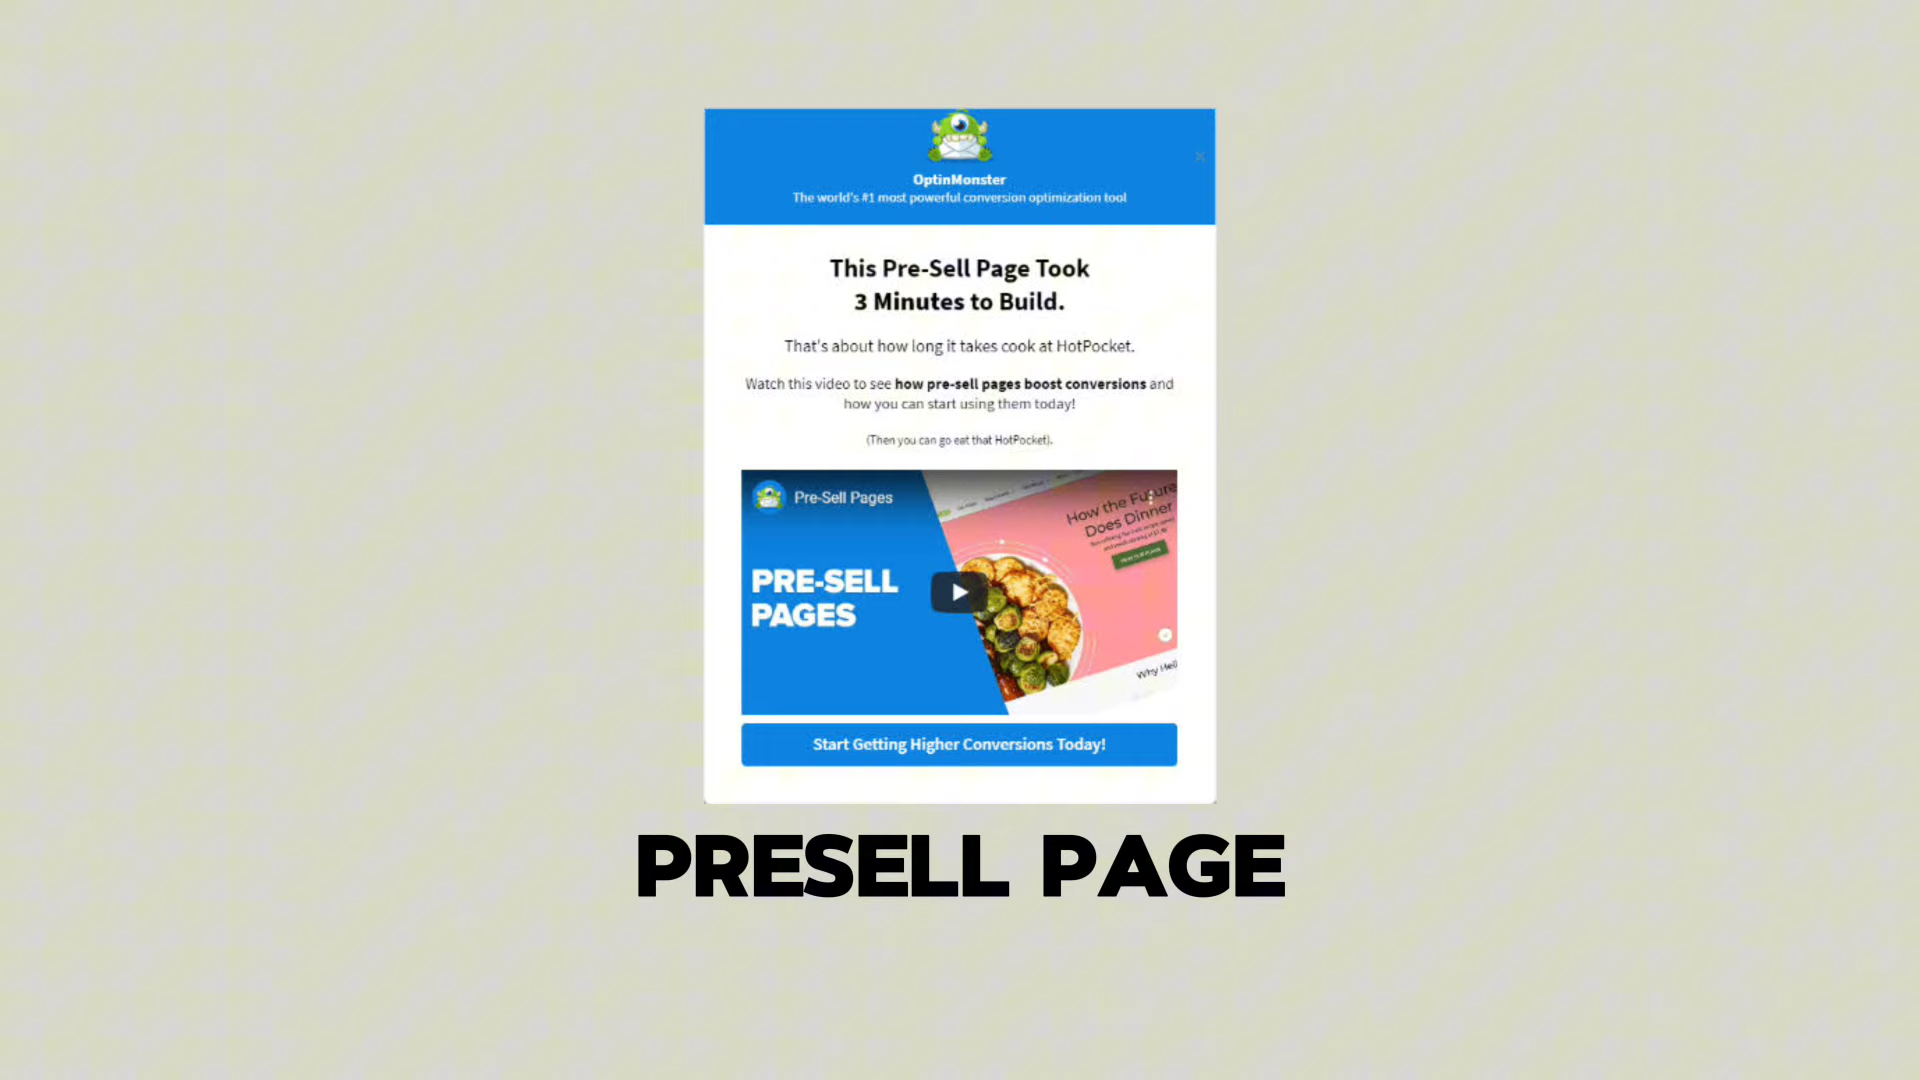 OptinMonster
The world's #1 most powerful conversion optimization tool
This Pre-Sell Page Took
3 Minutes to Build.
That's about how long it takes cook at HotPocket.
Watch this video to see how pre-sell pages boost conversions and
how you can start using them today!
(Then you can go eat that HotPocket).
Pre-Sell Pages
How the Future
Does Dinner
PRE-SELL
PAGES
Why Hell
Start Getting Higher Conversions Today!
PRESELL PAGE